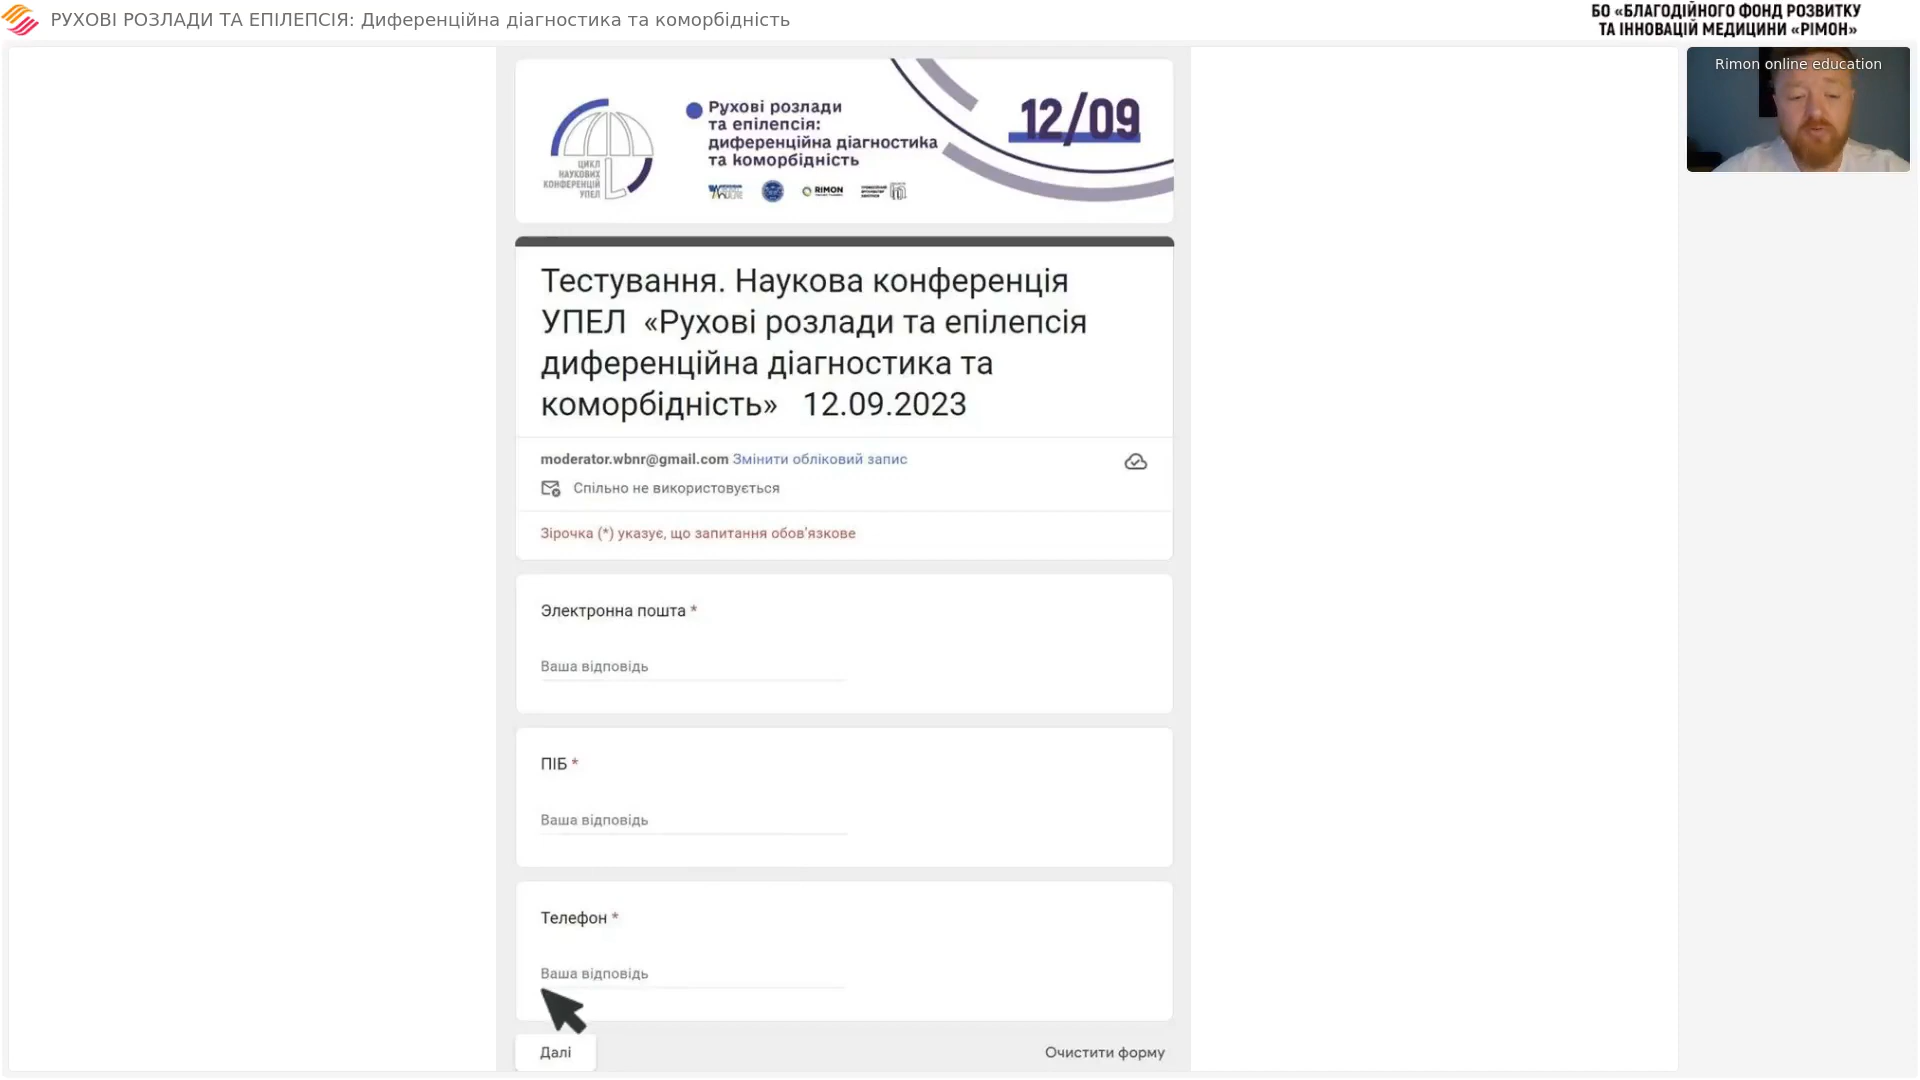 РУХОВІ РОЗЛАДИ ТА ЕПІЛЕПСІЯ: Диференційна діагностика та коморбідність
БО «БЛАГОДІЙНОГО ФОНД РОЗВИТКУ
ТА ІННОВАЦІЙ МЕДИЦИНИ «РІМОН»
Rimon online education
Рухові розлади
та епілепсія:
диференційна діагностика
та коморбідність
12/09
ЦИКЛ
НАУКОВИХ
КОНФЕРЕНЦІЙ
УПЕЛ
RIMON
Тестування. Наукова конференція
УПЕЛ «Рухові розлади та епілепсія
диференційна діагностика та
коморбідність» 12.09.2023
moderator.wbnr@gmail.com Змінити обліковий запис
Спільно не використовується
Зірочка (*) указує, що запитання обов'язкове
Электронна пошта *
Ваша відповідь
ПІБ *
Ваша відповідь
Телефон *
Ваша відповідь
Далі
Очистити форму